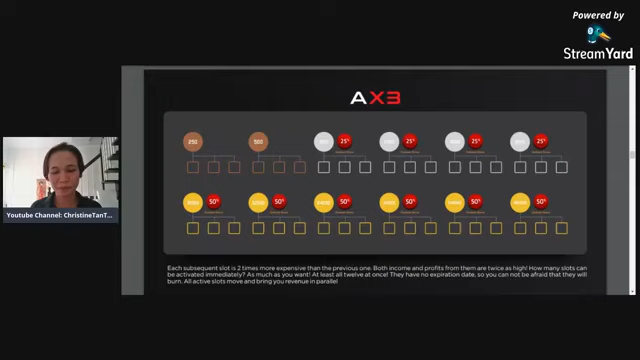 Powered by
StreamYard
AX3
250
500
25%
25%
25%
25%
50%
50%
50%
50%
50%
50%
Youtube Channel: ChristineTanT...
Each subsequent slot is 2 times more expensive than the previous one. Both income and profits from them are twice as high! How many slots
can be activated immediately? As much as you want! At least all twelve at once! They have no expiration date, so you can not be afraid that they will
burn. All active slots move and bring you revenue in parallel!